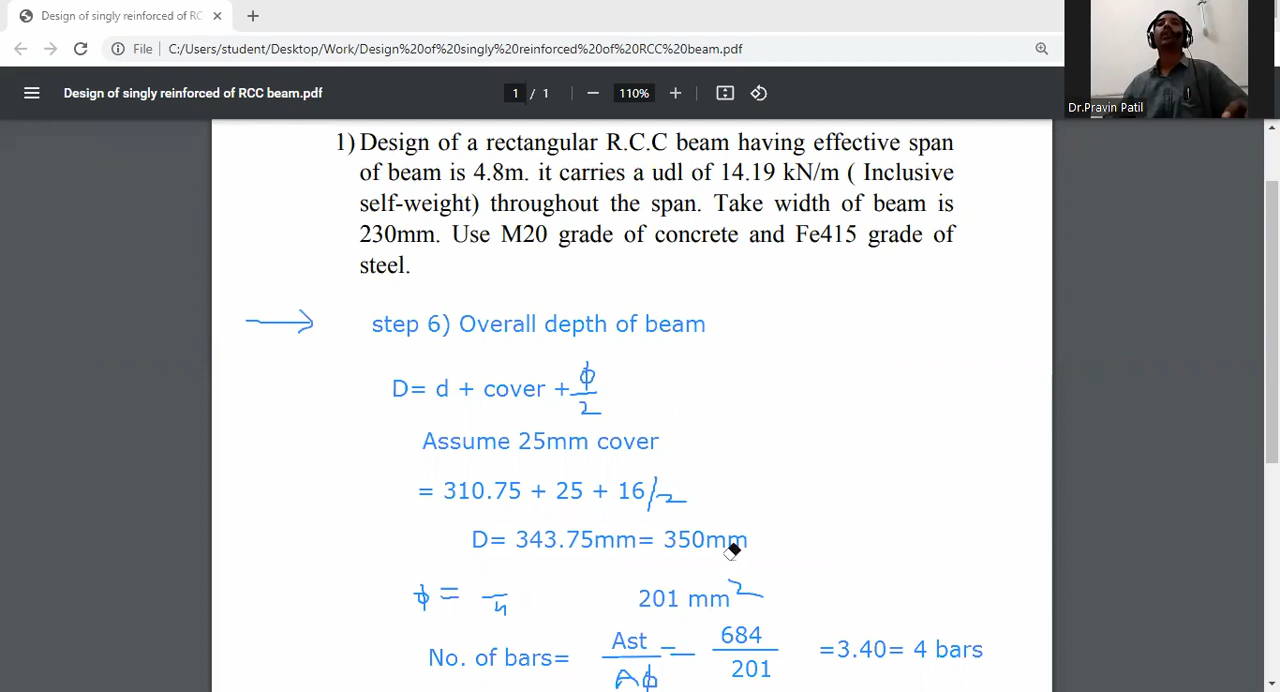 Design of singly reinforced of RC
File C:/Users/student/Desktop/Work/Design%20of%20singly%20reinforced%20of%20RCC%20beam.pdf
Design of singly reinforced of RCC beam.pdf
1 / 1
110%
Dr.Pravin Patil
1) Design of a rectangular R.C.C beam having effective span
of beam is 4.8m. it carries a udl of 14.19 kN/m ( Inclusive
self-weight) throughout the span. Take width of beam is
230mm. Use M20 grade of concrete and Fe415 grade of
steel.
step 6) Overall depth of beam
D= d + cover + ϕ/2
Assume 25mm cover
= 310.75 + 25 + 16/2
D= 343.75mm= 350mm
ϕ = —/4 201 mm²
No. of bars= Ast/Aϕ = 684/201 =3.40= 4 bars